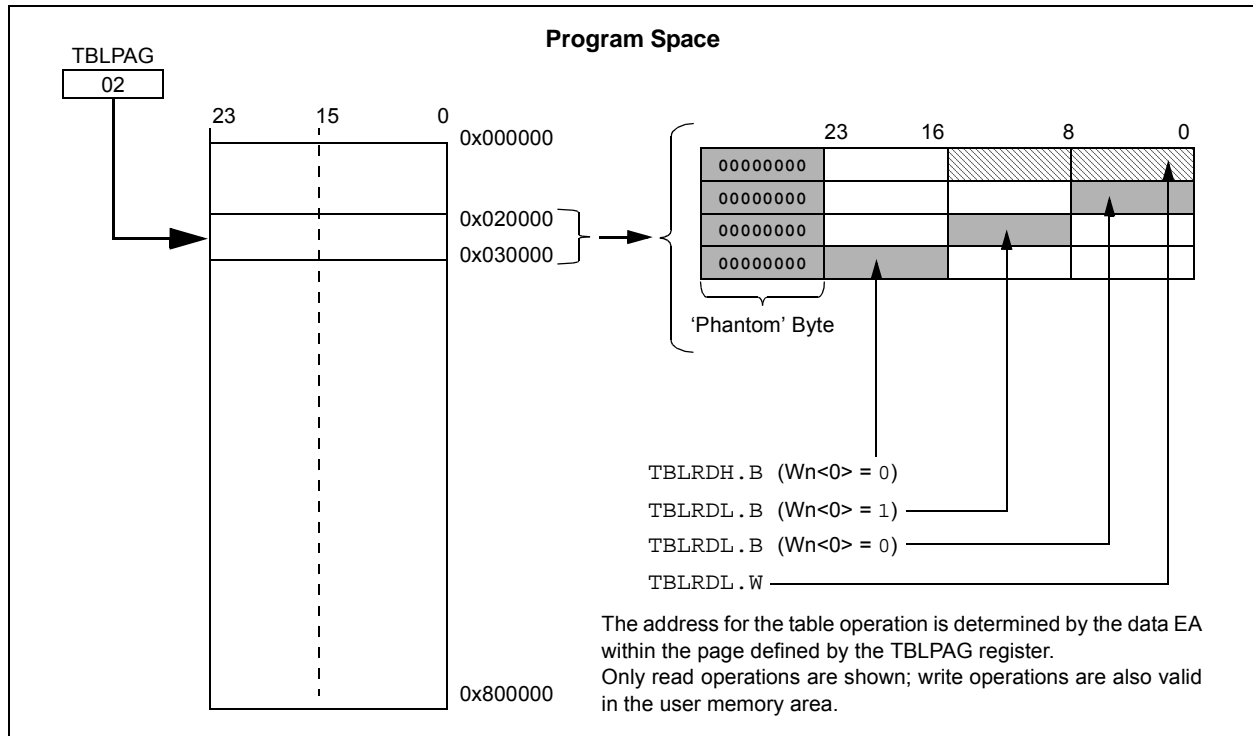 Program Space
TBLPAG
02
23 15 0
0x000000
0x020000
0x030000
0x800000
23 16 8 0
00000000
00000000
00000000
00000000
‘Phantom’ Byte
TBLRDH.B (Wn<0> = 0)
TBLRDL.B (Wn<0> = 1)
TBLRDL.B (Wn<0> = 0)
TBLRDL.W
The address for the table operation is determined by the data EA
within the page defined by the TBLPAG register.
Only read operations are shown; write operations are also valid
in the user memory area.